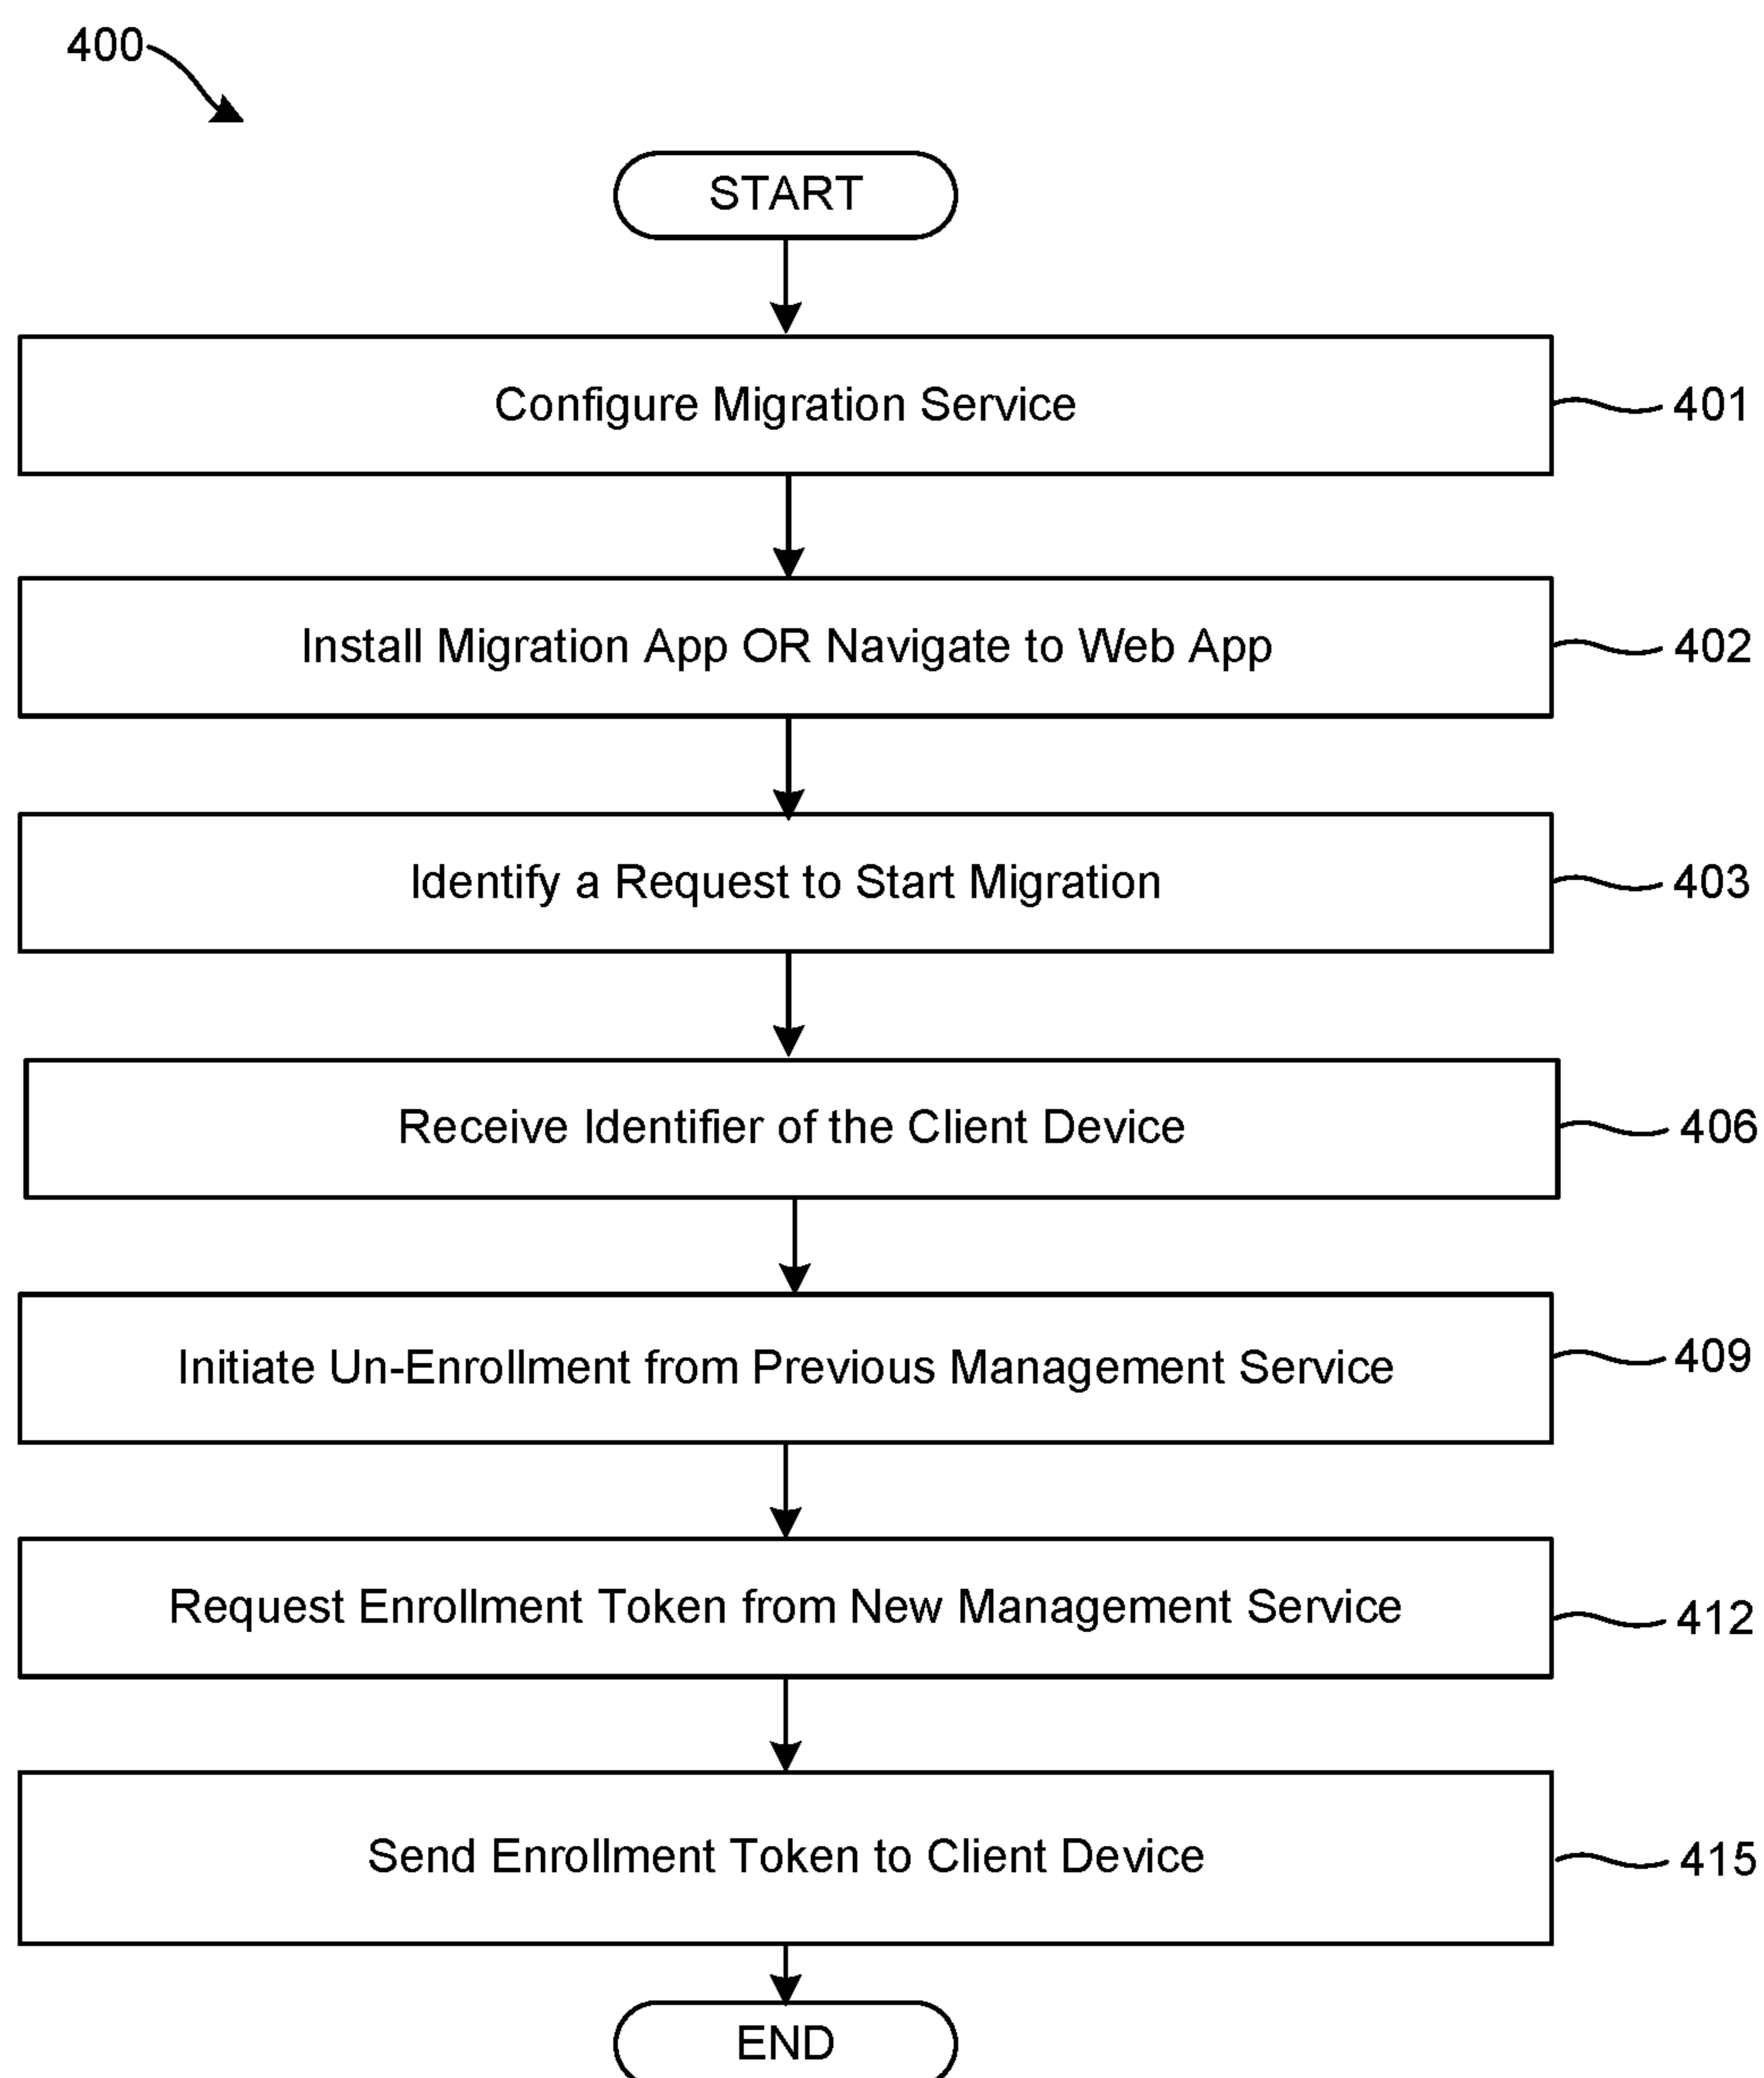 400
START
Configure Migration Service
401
Install Migration App OR Navigate to Web App
402
Identify a Request to Start Migration
403
Receive Identifier of the Client Device
406
Initiate Un-Enrollment from Previous Management Service
409
Request Enrollment Token from New Management Service
412
Send Enrollment Token to Client Device
415
END